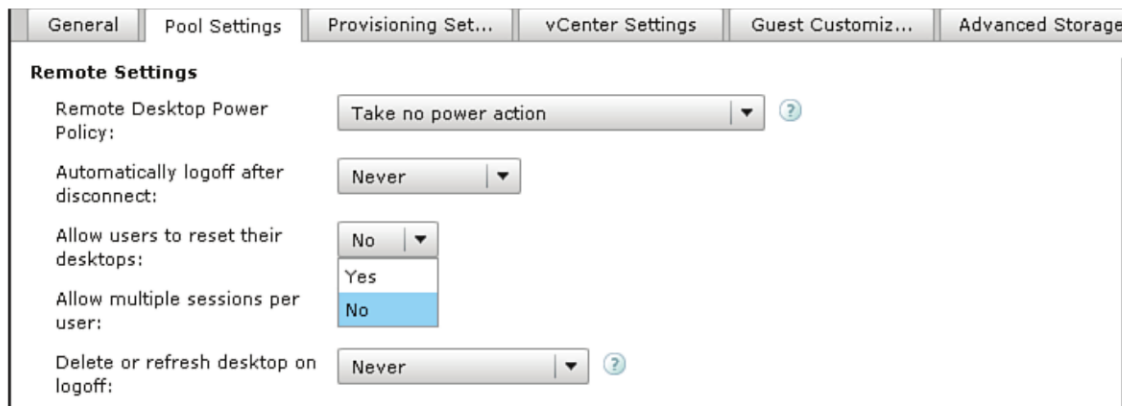 General Pool Settings Provisioning Set... vCenter Settings Guest Customiz... Advanced Storage
Remote Settings
Remote Desktop Power
Policy:
Take no power action ?
Automatically logoff after
disconnect:
Never
Allow users to reset their
desktops:
No
Yes
No
Allow multiple sessions per
user:
Delete or refresh desktop on
logoff:
Never ?